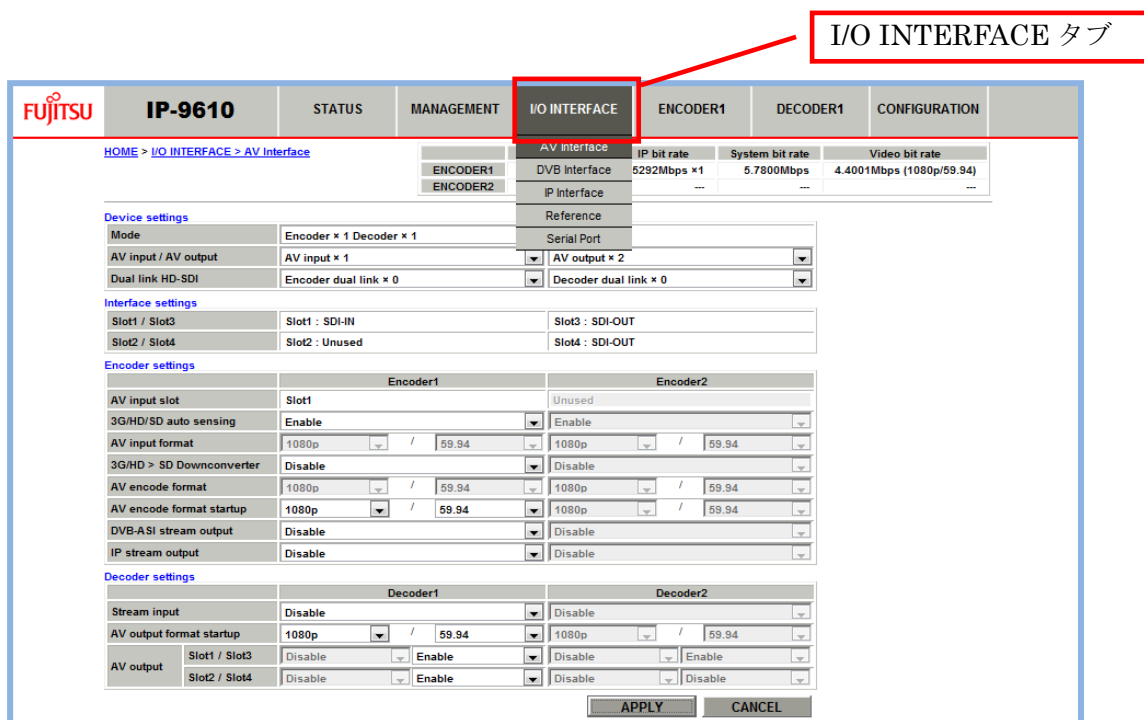 I/O INTERFACE タブ
FUJITSU IP-9610 STATUS MANAGEMENT I/O INTERFACE ENCODER1 DECODER1 CONFIGURATION
HOME > I/O INTERFACE > AV Interface
AV Interface
DVB Interface
IP Interface
Reference
Serial Port
IP bit rate System bit rate Video bit rate
ENCODER1 5292Mbps ×1 5.7800Mbps 4.4001Mbps (1080p/59.94)
ENCODER2 --- --- ---
Device settings
Mode Encoder × 1 Decoder × 1
AV input / AV output AV input × 1 AV output × 2
Dual link HD-SDI Encoder dual link × 0 Decoder dual link × 0
Interface settings
Slot1 / Slot3 Slot1 : SDI-IN Slot3 : SDI-OUT
Slot2 / Slot4 Slot2 : Unused Slot4 : SDI-OUT
Encoder settings
Encoder1 Encoder2
AV input slot Slot1 Unused
3G/HD/SD auto sensing Enable Enable
AV input format 1080p / 59.94 1080p / 59.94
3G/HD > SD Downconverter Disable Disable
AV encode format 1080p / 59.94 1080p / 59.94
AV encode format startup 1080p / 59.94 1080p / 59.94
DVB-ASI stream output Disable Disable
IP stream output Disable Disable
Decoder settings
Decoder1 Decoder2
Stream input Disable Disable
AV output format startup 1080p / 59.94 1080p / 59.94
AV output Slot1 / Slot3 Disable Enable Disable Enable
Slot2 / Slot4 Disable Enable Disable Disable
APPLY CANCEL